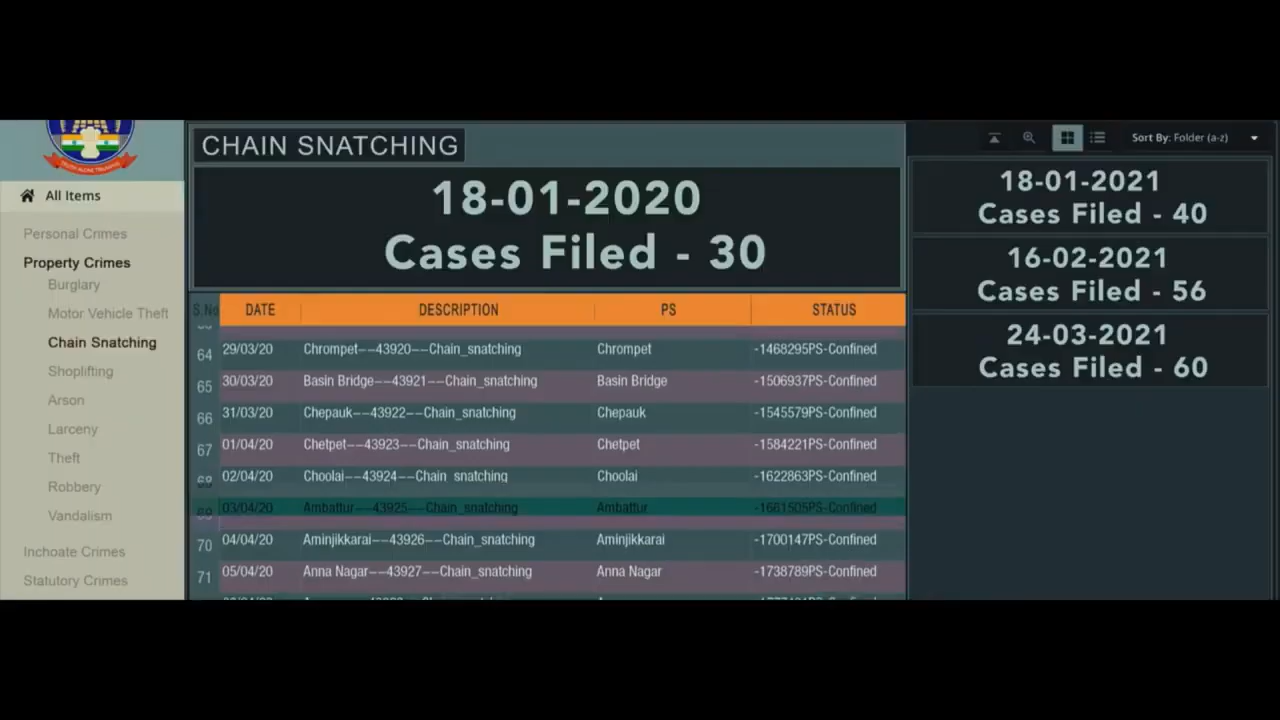 All Items
Personal Crimes
Property Crimes
Burglary
Motor Vehicle Theft
Chain Snatching
Shoplifting
Arson
Larceny
Theft
Robbery
Vandalism
Inchoate Crimes
Statutory Crimes
CHAIN SNATCHING
18-01-2020
Cases Filed - 30
S.No DATE DESCRIPTION PS STATUS
64 29/03/20 Chrompet--43920--Chain_snatching Chrompet -1468295PS-Confined
65 30/03/20 Basin Bridge--43921--Chain_snatching Basin Bridge -1506937PS-Confined
66 31/03/20 Chepauk--43922--Chain_snatching Chepauk -1545579PS-Confined
67 01/04/20 Chetpet--43923--Chain_snatching Chetpet -1584221PS-Confined
68 02/04/20 Choolai--43924--Chain_snatching Choolai -1622863PS-Confined
69 03/04/20 Ambattur--43925--Chain_snatching Ambattur -1661505PS-Confined
70 04/04/20 Aminjikkarai--43926--Chain_snatching Aminjikkarai -1700147PS-Confined
71 05/04/20 Anna Nagar--43927--Chain_snatching Anna Nagar -1738789PS-Confined
Sort By: Folder (a-z)
18-01-2021
Cases Filed - 40
16-02-2021
Cases Filed - 56
24-03-2021
Cases Filed - 60